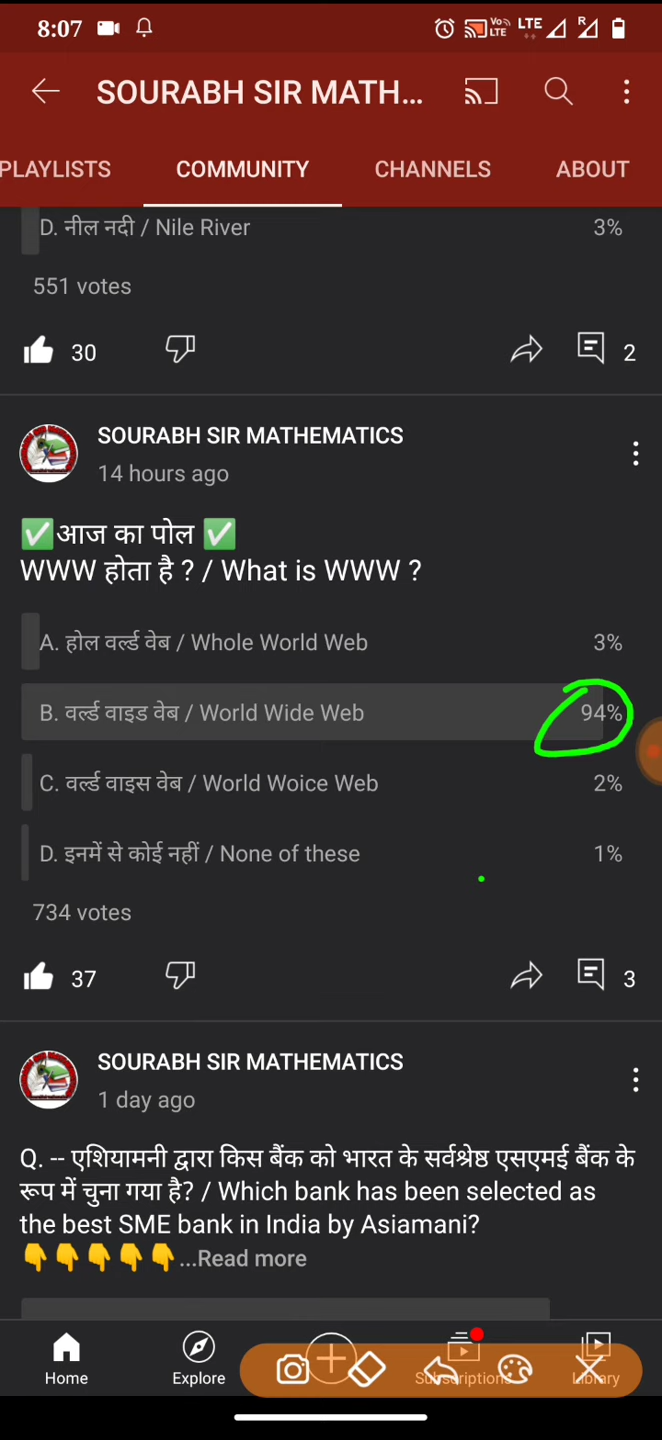 8:07 Vo LTE LTE R
SOURABH SIR MATH...
PLAYLISTS COMMUNITY CHANNELS ABOUT
D. नील नदी / Nile River 3%
551 votes
30 2
SOURABH SIR MATHEMATICS
14 hours ago
✅आज का पोल ✅
WWW होता है ? / What is WWW ?
A. होल वर्ल्ड वेब / Whole World Web 3%
B. वर्ल्ड वाइड वेब / World Wide Web 94%
C. वर्ल्ड वाइस वेब / World Woice Web 2%
D. इनमें से कोई नहीं / None of these 1%
734 votes
37 3
SOURABH SIR MATHEMATICS
1 day ago
Q. -- एशियामनी द्वारा किस बैंक को भारत के सर्वश्रेष्ठ एसएमई बैंक के
रूप में चुना गया है? / Which bank has been selected as
the best SME bank in India by Asiamani?
👇👇👇👇👇...Read more
Home Explore Subscriptions Library